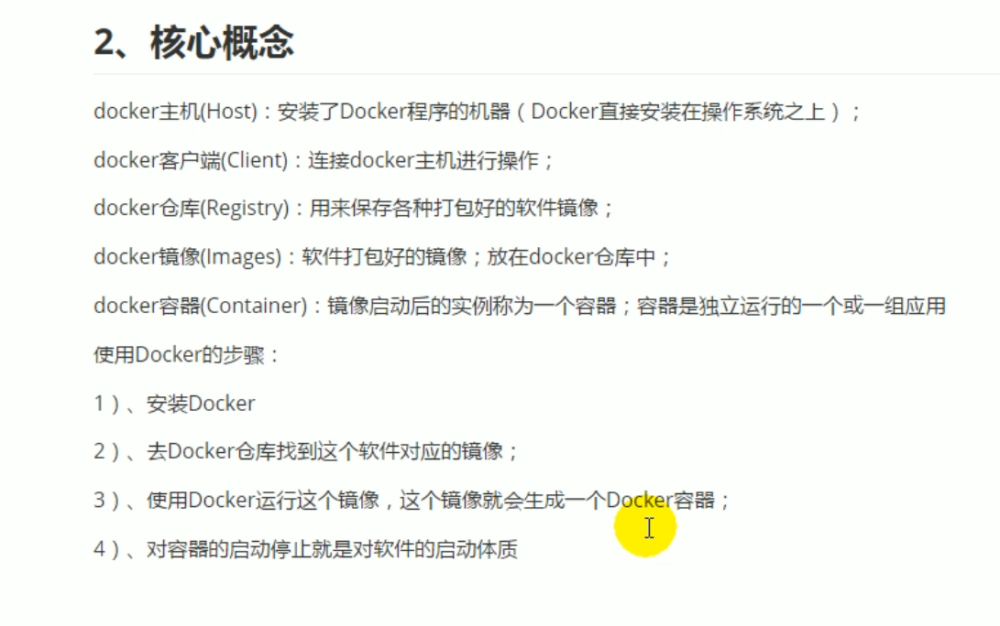 2、核心概念
docker主机(Host)：安装了Docker程序的机器（Docker直接安装在操作系统之上）；
docker客户端(Client)：连接docker主机进行操作；
docker仓库(Registry)：用来保存各种打包好的软件镜像；
docker镜像(Images)：软件打包好的镜像；放在docker仓库中；
docker容器(Container)：镜像启动后的实例称为一个容器；容器是独立运行的一个或一组应用
使用Docker的步骤：
1）、安装Docker
2）、去Docker仓库找到这个软件对应的镜像；
3）、使用Docker运行这个镜像，这个镜像就会生成一个Docker容器；
4）、对容器的启动停止就是对软件的启动体质